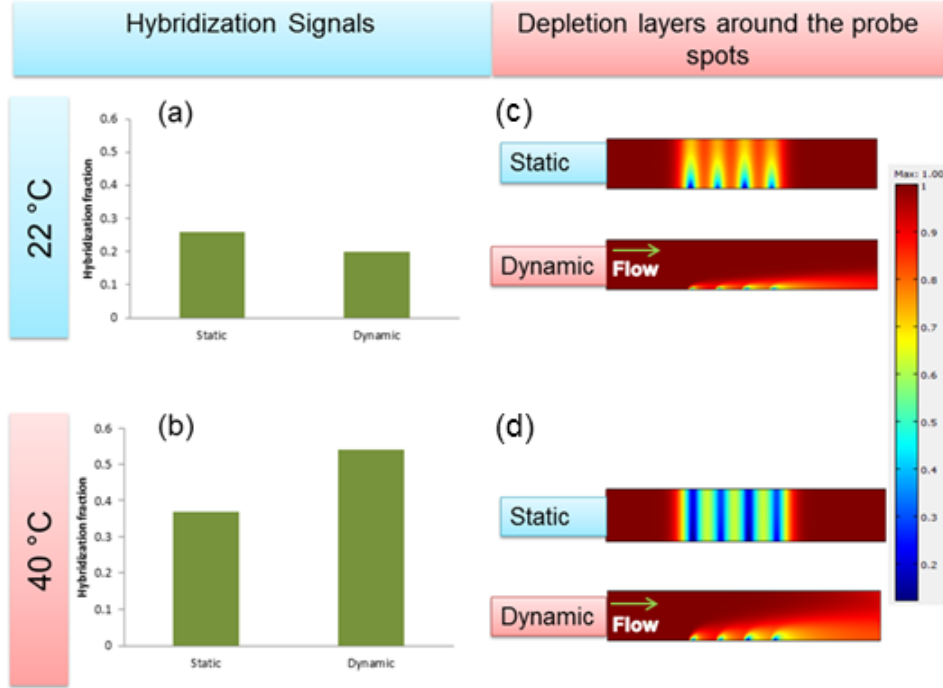 Hybridization Signals
Depletion layers around the probe
spots
22 °C
(a)
Hybridization fraction
0.6
0.5
0.4
0.3
0.2
0.1
0
Static
Dynamic
(c)
Static
Dynamic
Flow
Max: 1.00
1
0.9
0.8
0.7
0.6
0.5
0.4
0.3
0.2
40 °C
(b)
Hybridization fraction
0.6
0.5
0.4
0.3
0.2
0.1
0
Static
Dynamic
(d)
Static
Dynamic
Flow